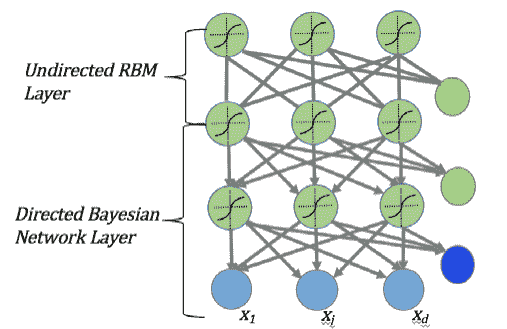 Undirected RBM
Layer
Directed Bayesian
Network Layer
x1 xj xd